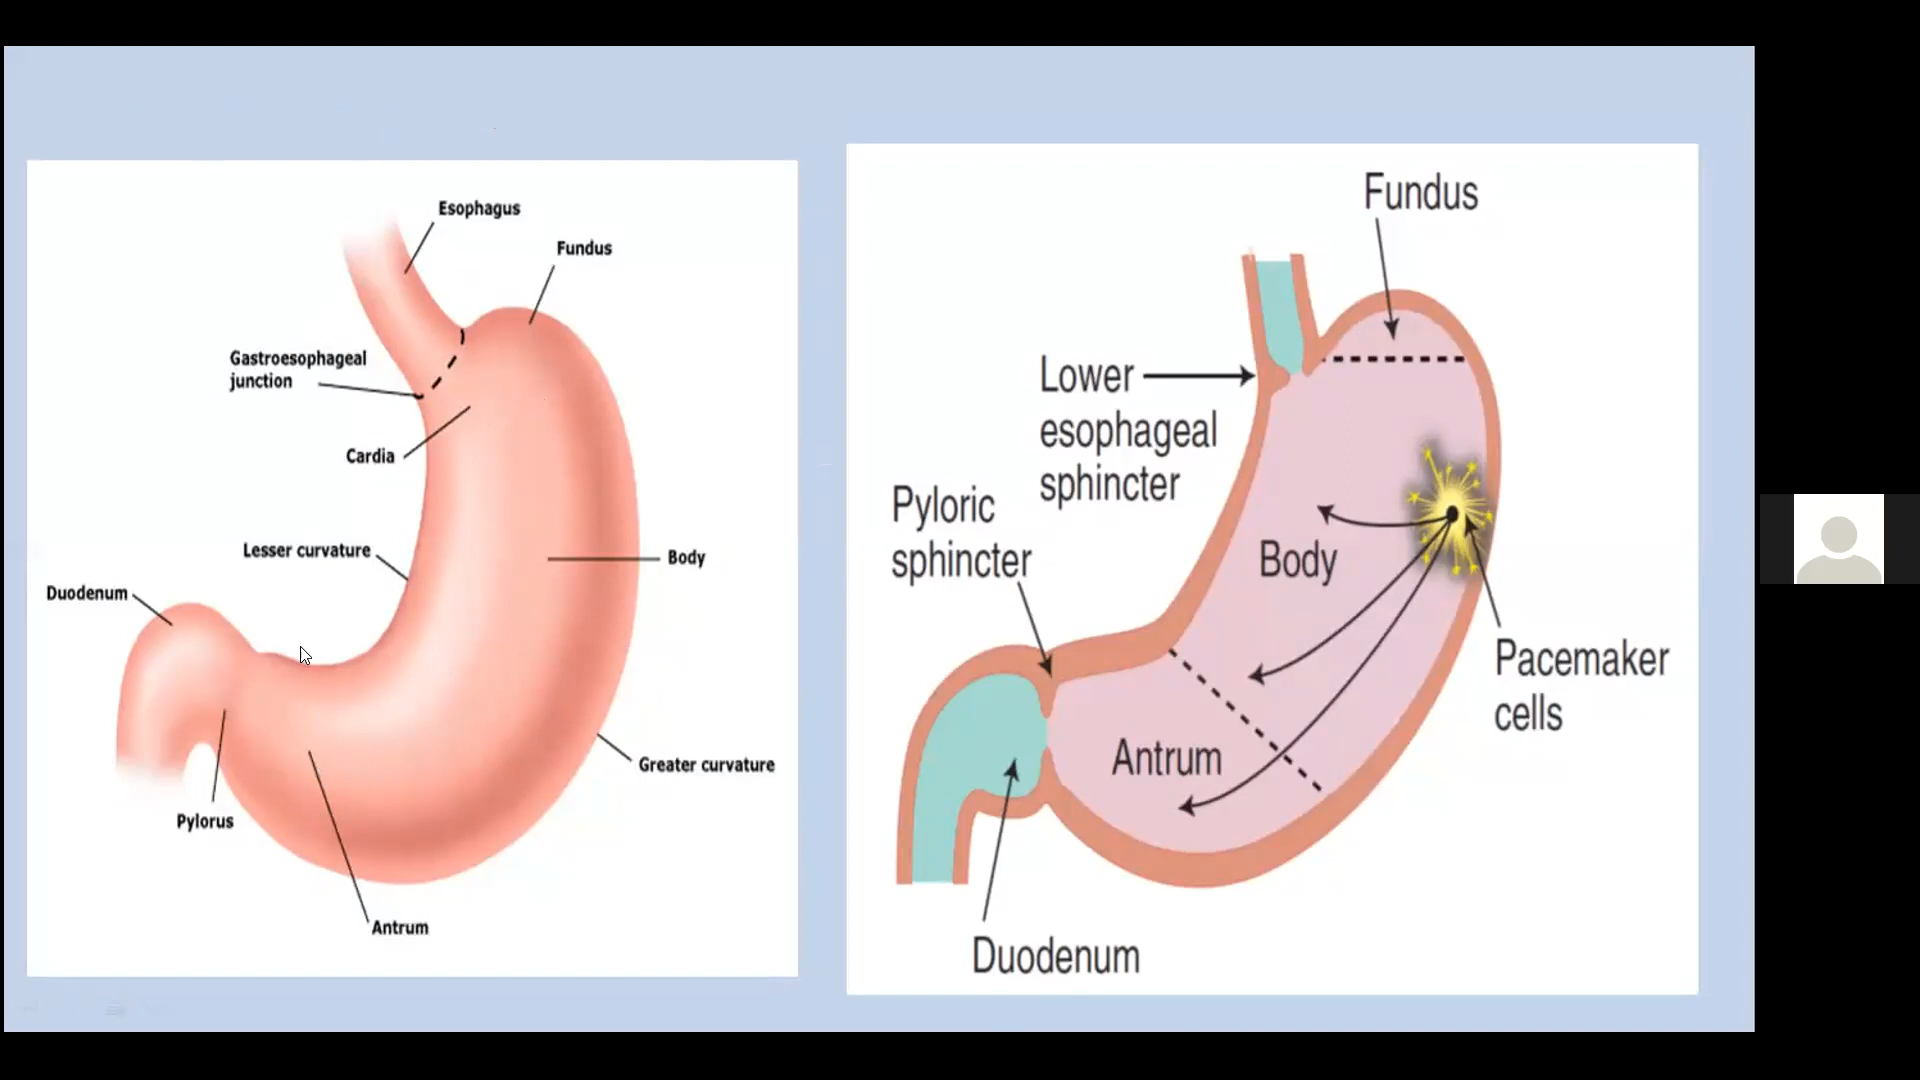 Esophagus
Fundus
Gastroesophageal
junction
Cardia
Lesser curvature
Body
Duodenum
Greater curvature
Pylorus
Antrum
Fundus
Lower
esophageal
sphincter
Pyloric
sphincter
Body
Pacemaker
cells
Antrum
Duodenum